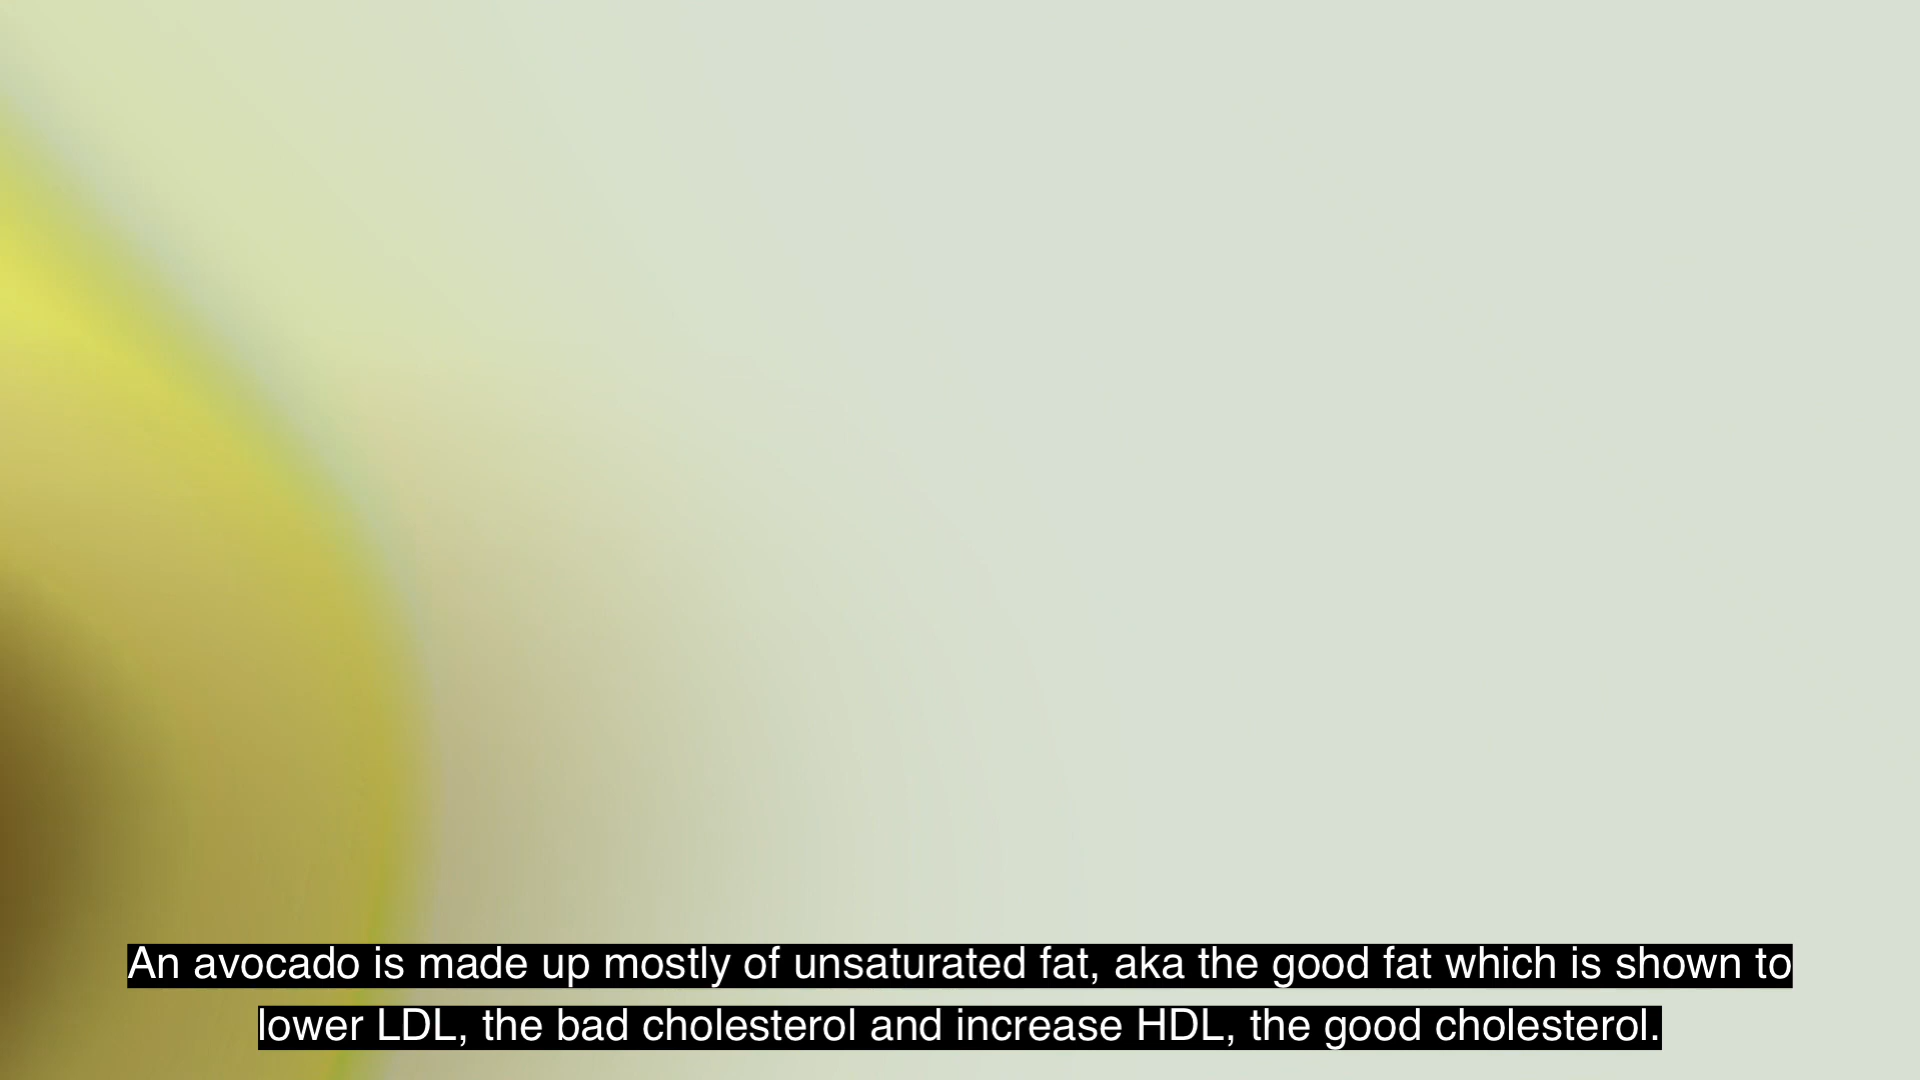 An avocado is made up mostly of unsaturated fat, aka the good fat which is shown to
lower LDL, the bad cholesterol and increase HDL, the good cholesterol.